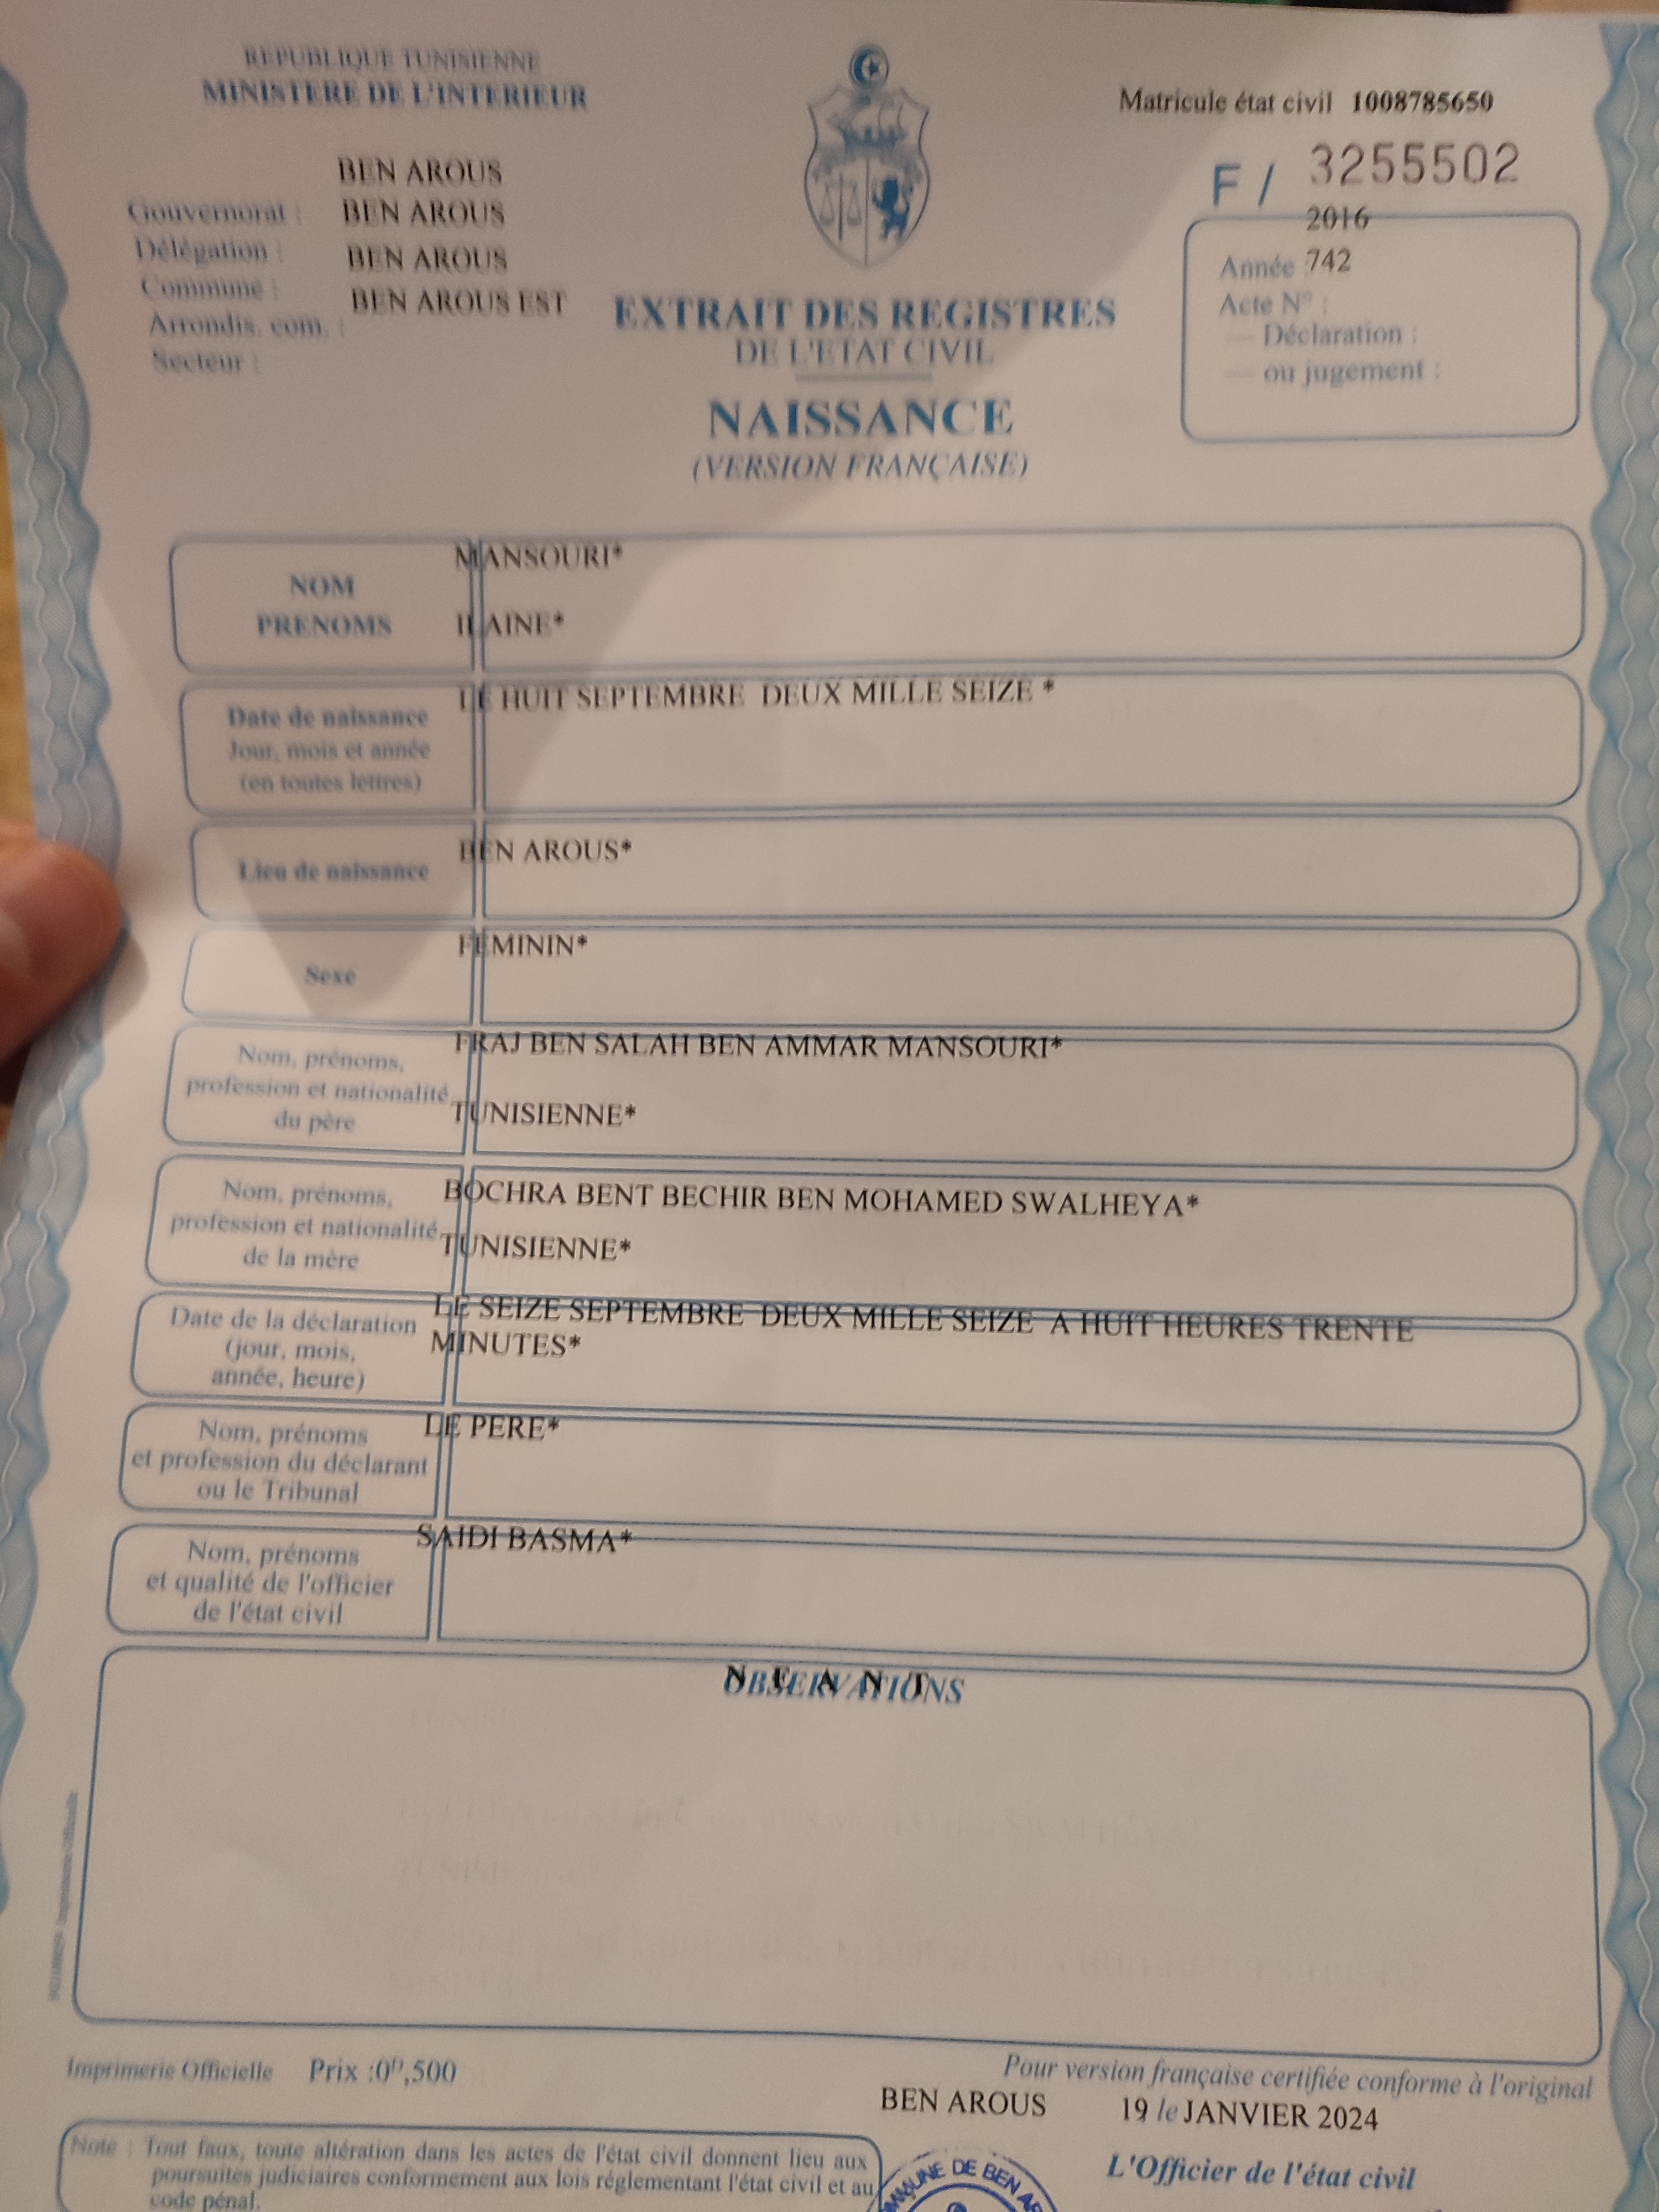 REPUBLIQUE TUNISIENNE
MINISTERE DE L'INTERIEUR
Matricule état civil 1008785650
F / 3255502
BEN AROUS
Gouvernorat : BEN AROUS
Délégation : BEN AROUS
Commune : BEN AROUS EST
Arrondis. com. :
Secteur :
2016
Année : 742
Acte N° :
— Déclaration :
— ou jugement :
EXTRAIT DES REGISTRES
DE L'ETAT CIVIL
NAISSANCE
(VERSION FRANÇAISE)
NOM
PRENOMS
MANSOURI*
ILAINE*
Date de naissance
Jour, mois et année
(en toutes lettres)
LE HUIT SEPTEMBRE DEUX MILLE SEIZE *
Lieu de naissance
BEN AROUS*
Sexe
FEMININ*
Nom, prénoms,
profession et nationalité
du père
FRAJ BEN SALAH BEN AMMAR MANSOURI*
TUNISIENNE*
Nom, prénoms,
profession et nationalité
de la mère
BOCHRA BENT BECHIR BEN MOHAMED SWALHEYA*
TUNISIENNE*
Date de la déclaration
(jour, mois,
année, heure)
LE SEIZE SEPTEMBRE DEUX MILLE SEIZE A HUIT HEURES TRENTE
MINUTES*
Nom, prénoms
et profession du déclarant
ou le Tribunal
LE PERE*
Nom, prénoms
et qualité de l'officier
de l'état civil
SAIDI BASMA*
OBSERVATIONS
N E A N T
Imprimerie Officielle Prix :0ᴰ,500
Pour version française certifiée conforme à l'original
BEN AROUS 19 le JANVIER 2024
L'Officier de l'état civil
Note : Tout faux, toute altération dans les actes de l'état civil donnent lieu aux
poursuites judiciaires conformement aux lois réglementant l'état civil et au
code pénal.
COMMUNE DE BEN AR